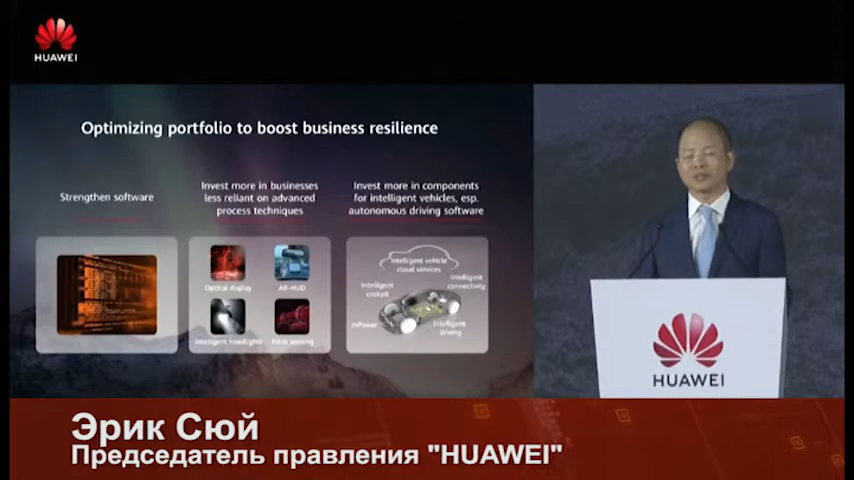 HUAWEI
Optimizing portfolio to boost business resilience
Strengthen software
Invest more in businesses
less reliant on advanced
process techniques
Invest more in components
for intelligent vehicles, esp.
autonomous driving software
Optical display
AR-HUD
Intelligent headlights
Intelligent vehicle
cloud services
Intelligent
cockpit
Intelligent
connectivity
mPower
Intelligent
driving
HUAWEI
Эрик Сюй
Председатель правления "HUAWEI"